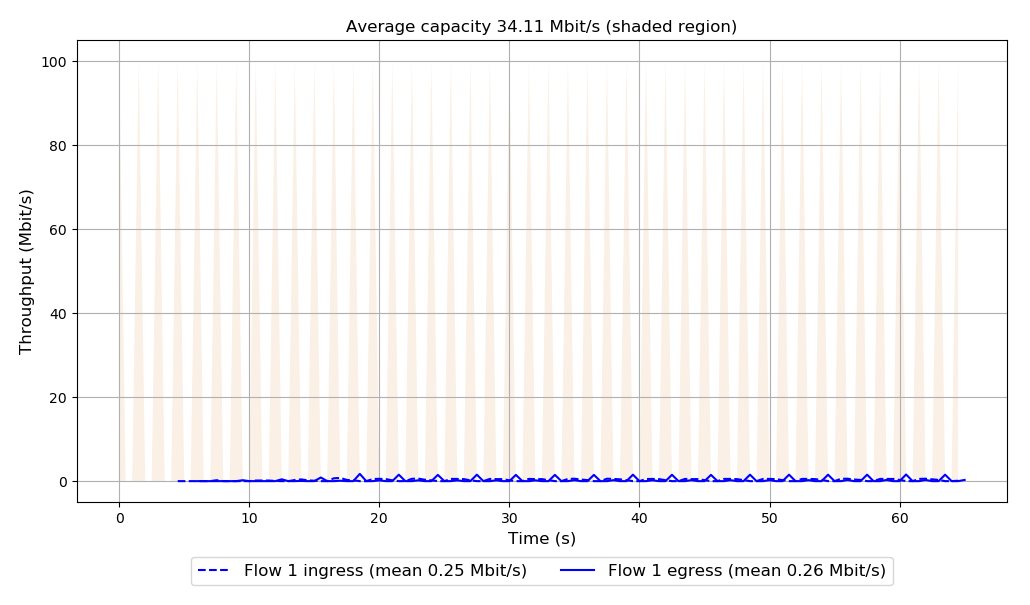 Average capacity 34.11 Mbit/s (shaded region)
100
80
60
40
20
0
Throughput (Mbit/s)
0 10 20 30 40 50 60
Time (s)
Flow 1 ingress (mean 0.25 Mbit/s) Flow 1 egress (mean 0.26 Mbit/s)